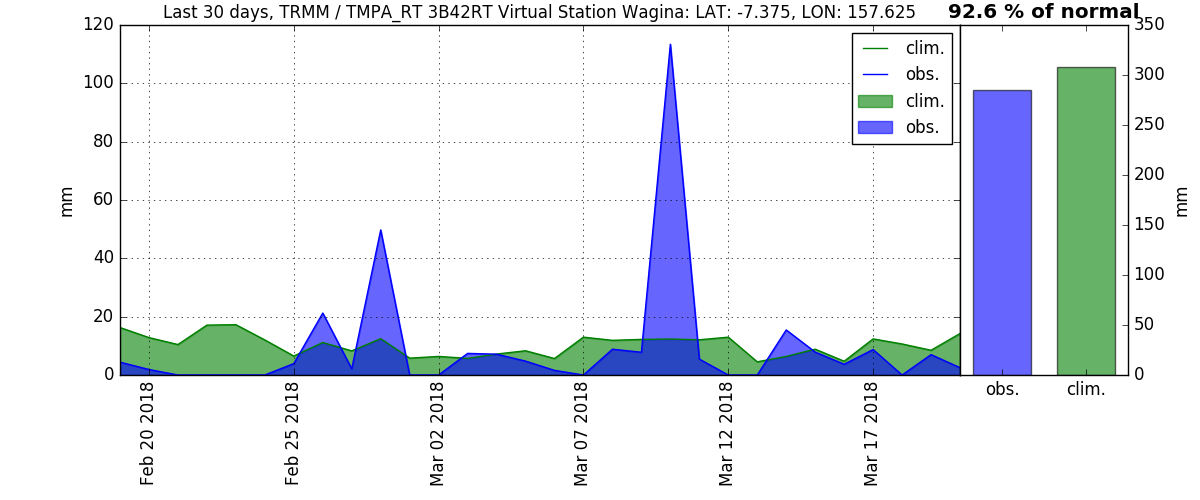 Last 30 days, TRMM / TMPA_RT 3B42RT Virtual Station Wagina: LAT: -7.375, LON: 157.625
92.6 % of normal
120
100
80
60
40
20
0
mm
clim.
obs.
clim.
obs.
350
300
250
200
150
100
50
0
mm
Feb 20 2018
Feb 25 2018
Mar 02 2018
Mar 07 2018
Mar 12 2018
Mar 17 2018
obs.
clim.